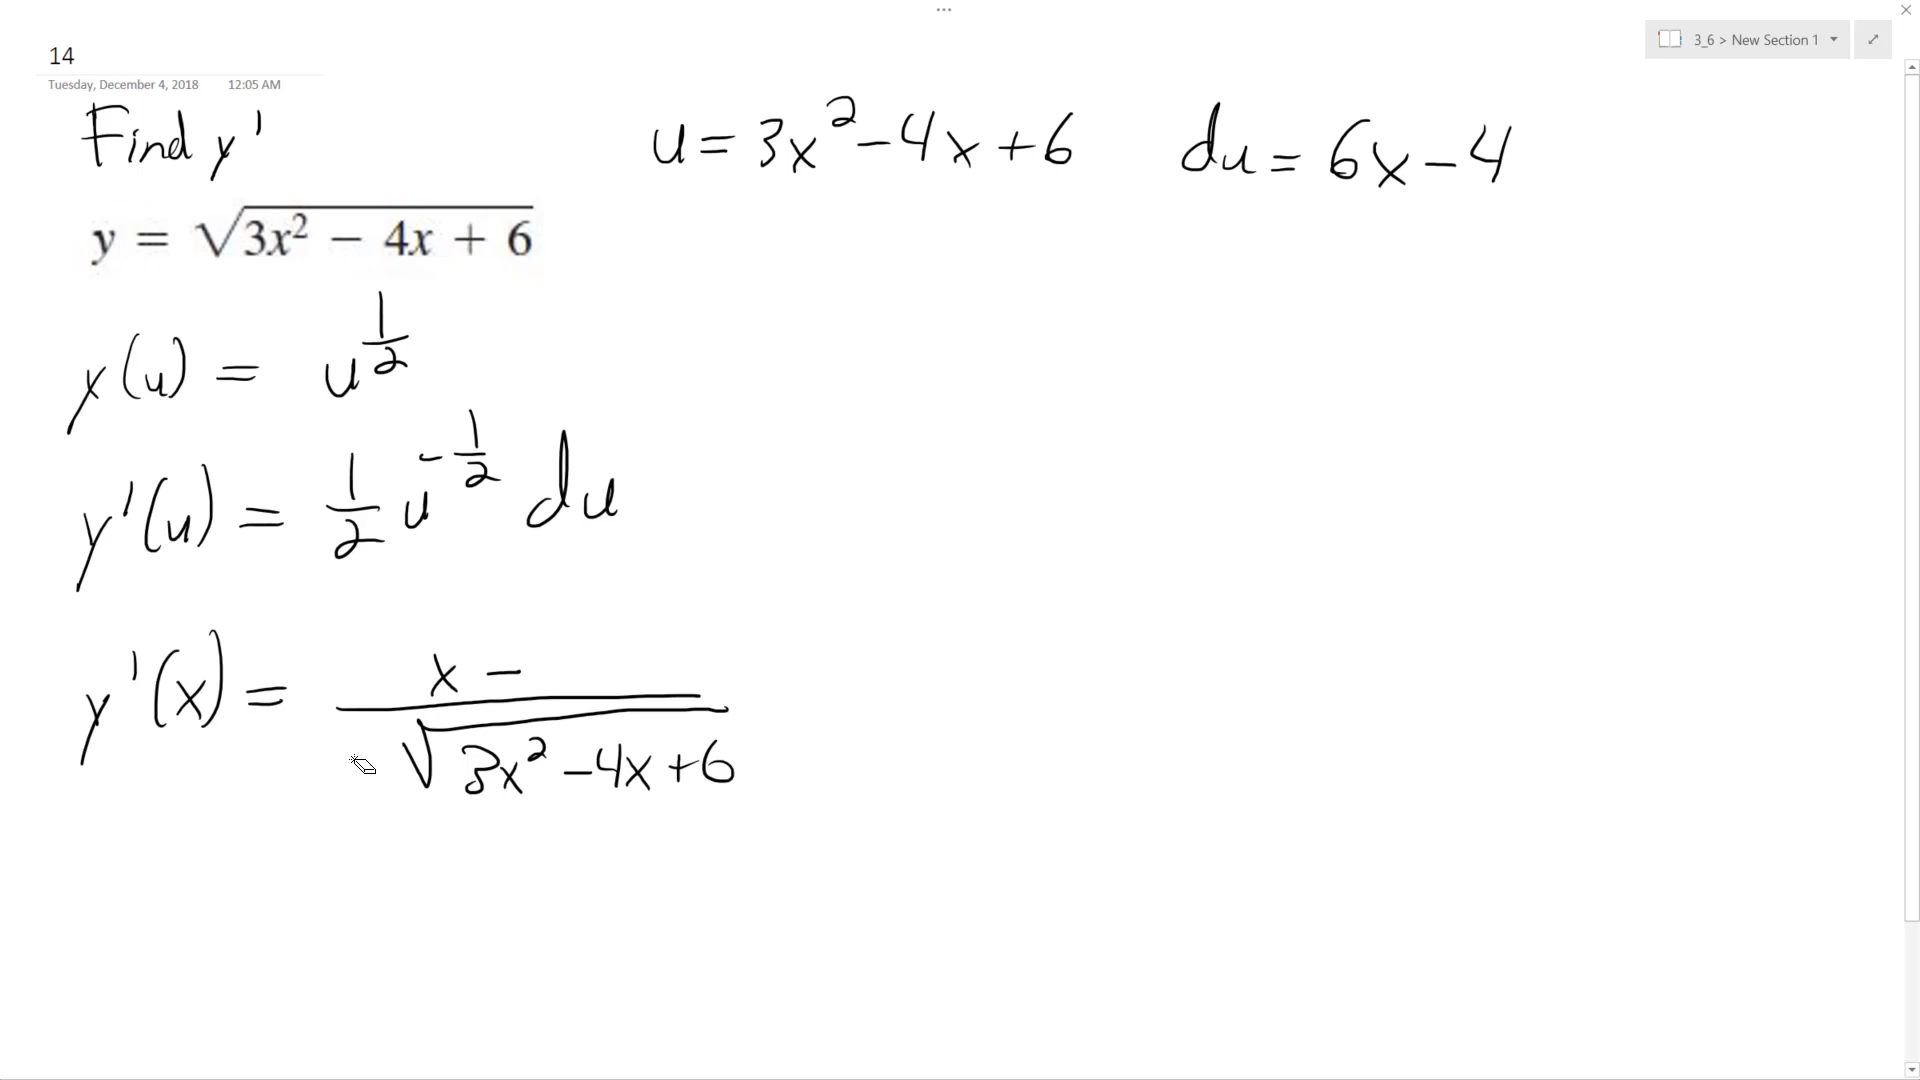 3_6 > New Section 1
14
Tuesday, December 4, 2018 12:05 AM
Find y'
u = 3x² - 4x + 6 du = 6x - 4
y = √(3x² − 4x + 6)
y(u) = u^(1/2)
y'(u) = 1/2 u^(-1/2) du
y'(x) = (x -) / √(3x² - 4x + 6)